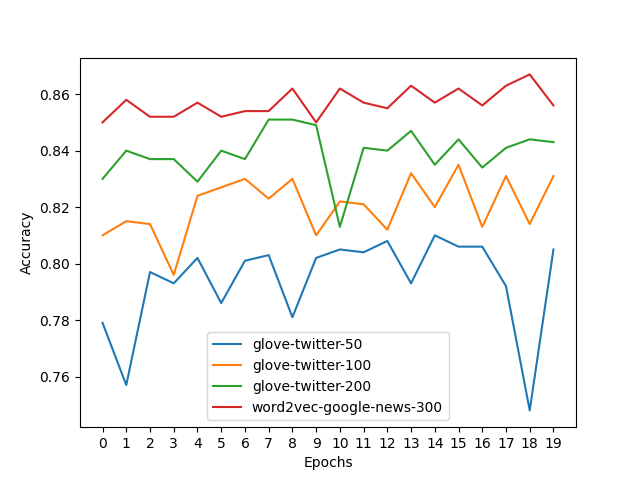 0.86
0.84
0.82
0.80
0.78
0.76
Accuracy
glove-twitter-50
glove-twitter-100
glove-twitter-200
word2vec-google-news-300
0 1 2 3 4 5 6 7 8 9 10 11 12 13 14 15 16 17 18 19
Epochs